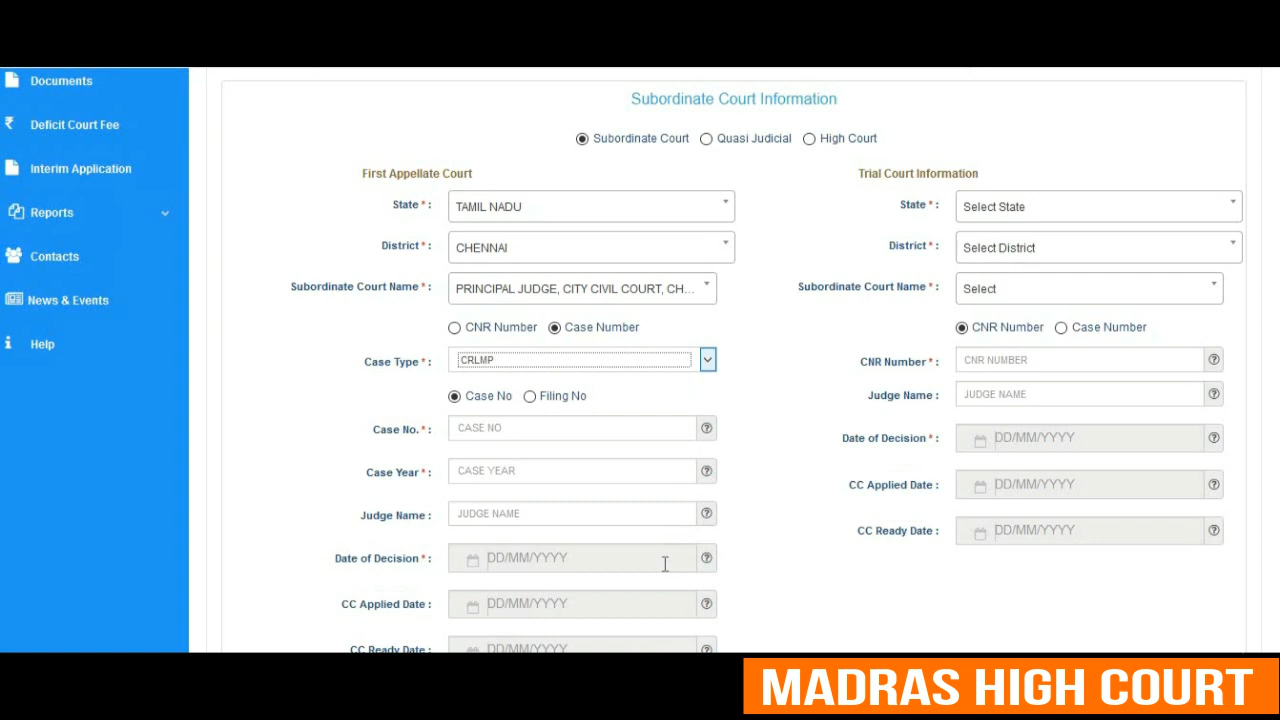 Documents
Deficit Court Fee
Interim Application
Reports
Contacts
News & Events
Help
Subordinate Court Information
Subordinate Court Quasi Judicial High Court
First Appellate Court
State * : TAMIL NADU
District * : CHENNAI
Subordinate Court Name * : PRINCIPAL JUDGE, CITY CIVIL COURT, CH...
CNR Number Case Number
Case Type * : CRLMP
Case No Filing No
Case No. * : CASE NO
Case Year * : CASE YEAR
Judge Name : JUDGE NAME
Date of Decision * : DD/MM/YYYY
CC Applied Date : DD/MM/YYYY
CC Ready Date : DD/MM/YYYY
Trial Court Information
State * : Select State
District * : Select District
Subordinate Court Name * : Select
CNR Number Case Number
CNR Number * : CNR NUMBER
Judge Name : JUDGE NAME
Date of Decision * : DD/MM/YYYY
CC Applied Date : DD/MM/YYYY
CC Ready Date : DD/MM/YYYY
MADRAS HIGH COURT